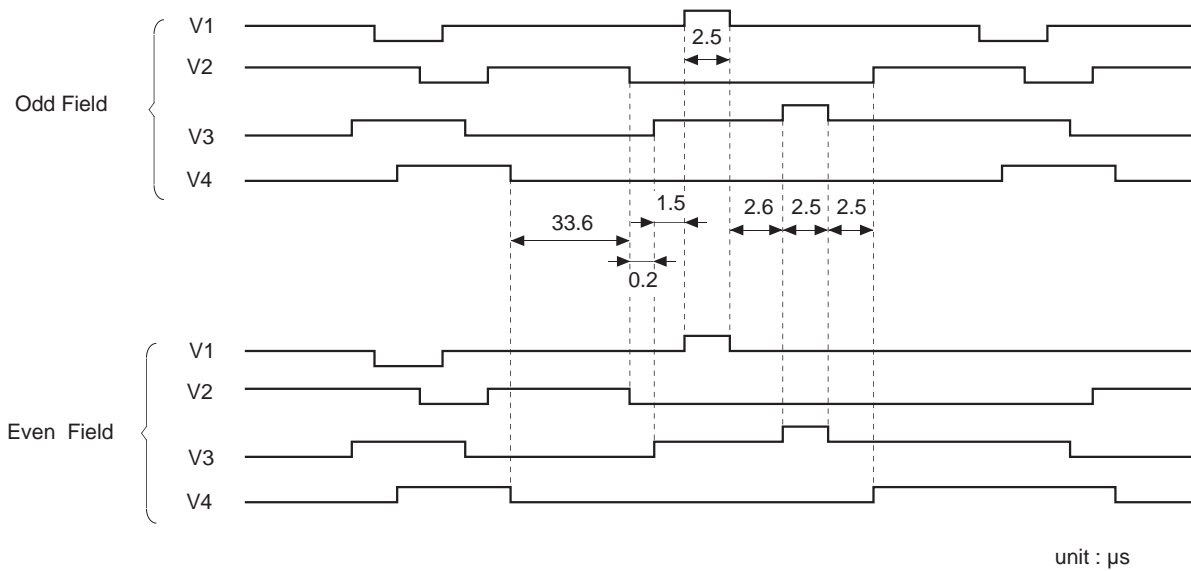 V1
2.5
V2
Odd Field
V3
V4
1.5
2.6 2.5 2.5
33.6
0.2
V1
V2
Even Field
V3
V4
unit : µs